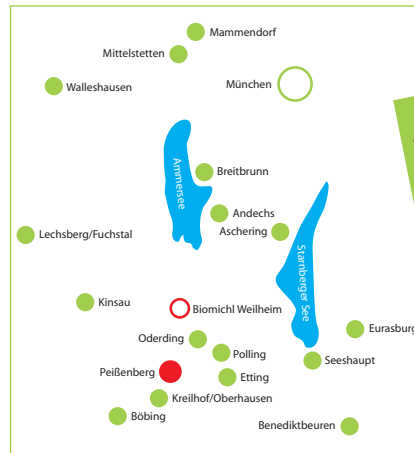 Mammendorf
Mittelstetten
München
Walleshausen
Breitbrunn
Ammersee
Andechs
Aschering
Lechsberg/Fuchstal
Starnberger See
Kinsau
Biomichl Weilheim
Eurasburg
Oderding
Polling
Seeshaupt
Peißenberg
Etting
Kreilhof/Oberhausen
Böbing
Benediktbeuren